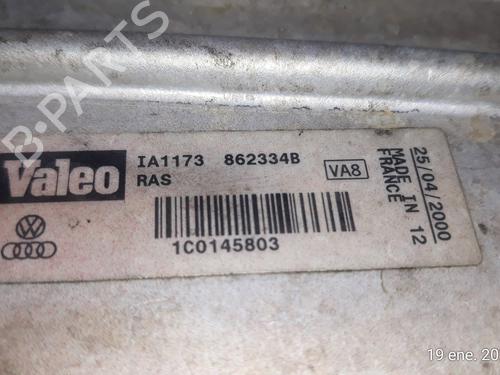 B-PARTS
Valeo
IA1173 862334B
RAS
VA8
1C0145803
25/04/2000
MADE IN 12
FRANCE
19 ene. 20